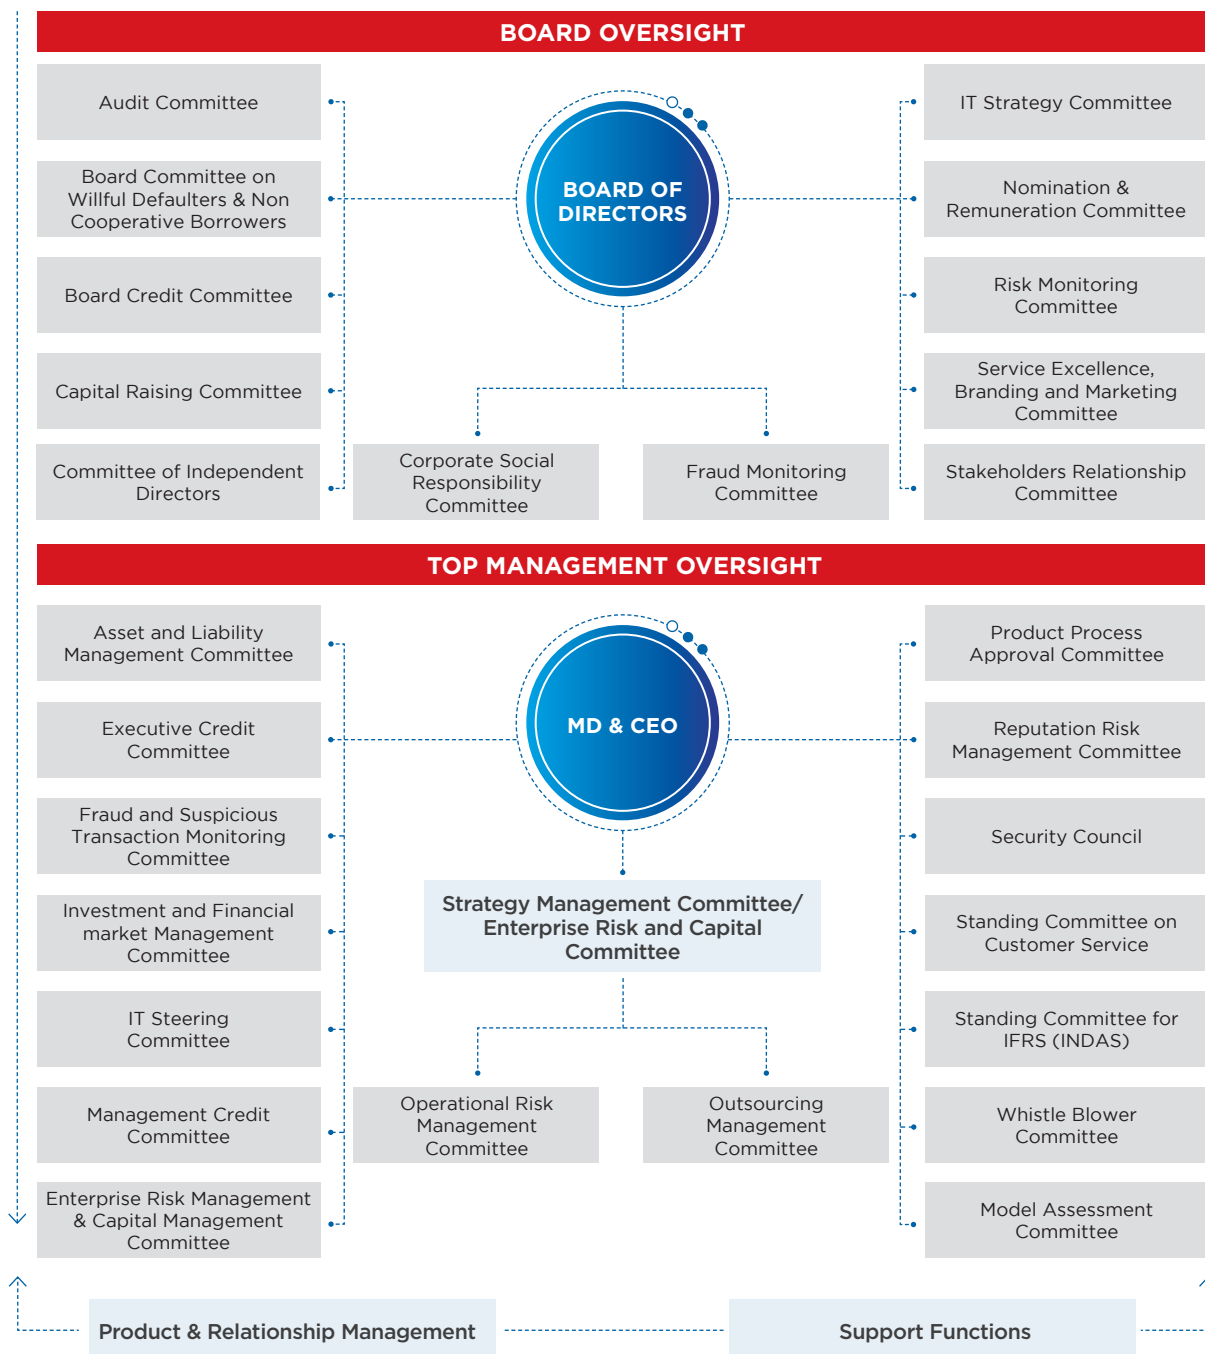 BOARD OVERSIGHT
Audit Committee
Board Committee on
Willful Defaulters & Non
Cooperative Borrowers
Board Credit Committee
Capital Raising Committee
Committee of Independent
Directors
BOARD OF
DIRECTORS
Corporate Social
Responsibility
Committee
Fraud Monitoring
Committee
IT Strategy Committee
Nomination &
Remuneration Committee
Risk Monitoring
Committee
Service Excellence,
Branding and Marketing
Committee
Stakeholders Relationship
Committee
TOP MANAGEMENT OVERSIGHT
Asset and Liability
Management Committee
Executive Credit
Committee
Fraud and Suspicious
Transaction Monitoring
Committee
Investment and Financial
market Management
Committee
IT Steering
Committee
Management Credit
Committee
Enterprise Risk Management
& Capital Management
Committee
MD & CEO
Strategy Management Committee/
Enterprise Risk and Capital
Committee
Operational Risk
Management
Committee
Outsourcing
Management
Committee
Product Process
Approval Committee
Reputation Risk
Management Committee
Security Council
Standing Committee on
Customer Service
Standing Committee for
IFRS (INDAS)
Whistle Blower
Committee
Model Assessment
Committee
Product & Relationship Management
Support Functions